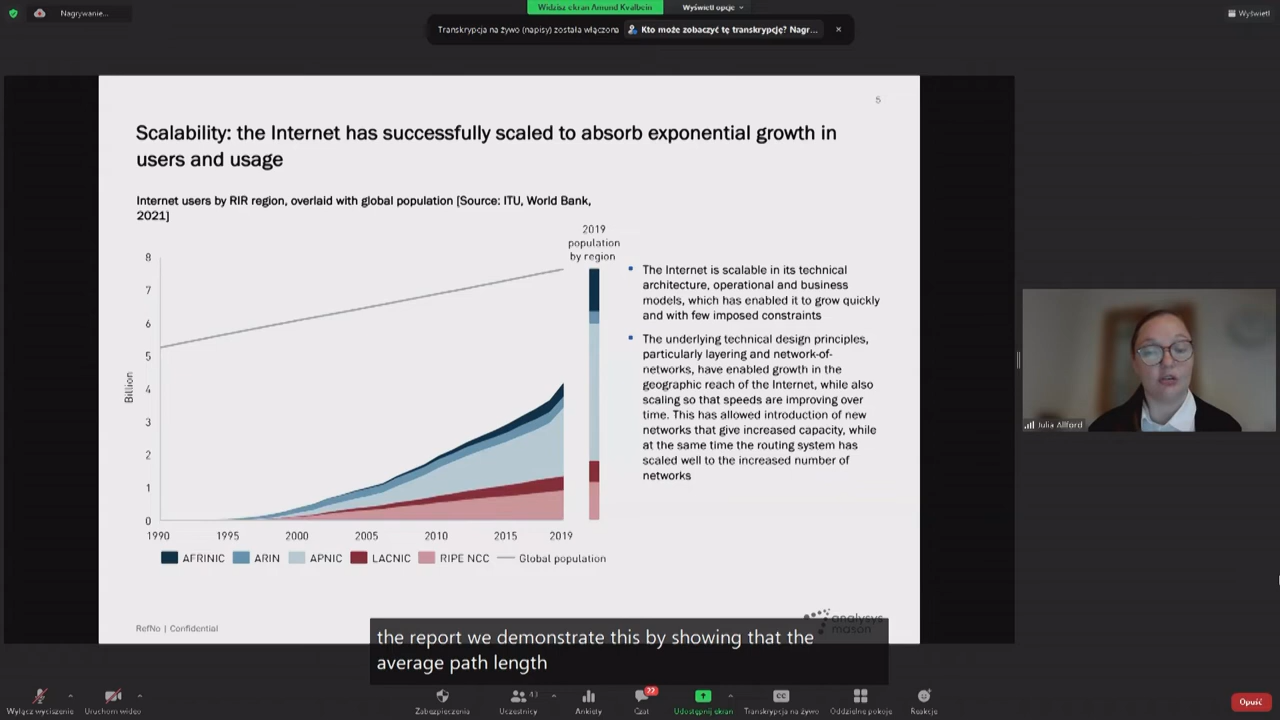 Nagrywanie...
Widzisz ekran Amund Kvalbein
Wyświetl opcje
Wyświetl
Transkrypcja na żywo (napisy) została włączona
Kto może zobaczyć tę transkrypcję? Nagr...
5
Scalability: the Internet has successfully scaled to absorb exponential growth in
users and usage
Internet users by RIR region, overlaid with global population [Source: ITU, World Bank,
2021]
2019
population
by region
8
7
6
5
4
3
2
1
0
Billion
1990
1995
2000
2005
2010
2015
2019
AFRINIC
ARIN
APNIC
LACNIC
RIPE NCC
Global population
The Internet is scalable in its technical
architecture, operational and business
models, which has enabled it to grow quickly
and with few imposed constraints
The underlying technical design principles,
particularly layering and network-of-
networks, have enabled growth in the
geographic reach of the Internet, while also
scaling so that speeds are improving over
time. This has allowed introduction of new
networks that give increased capacity, while
at the same time the routing system has
scaled well to the increased number of
networks
Julia Allford
RefNo | Confidential
analysys
mason
the report we demonstrate this by showing that the
average path length
Wyłącz wyciszenie
Uruchom wideo
Zabezpieczenia
Uczestnicy
43
Ankiety
Czat
22
Udostępnij ekran
CC
Transkrypcja na żywo
Oddzielne pokoje
Reakcje
Opuść